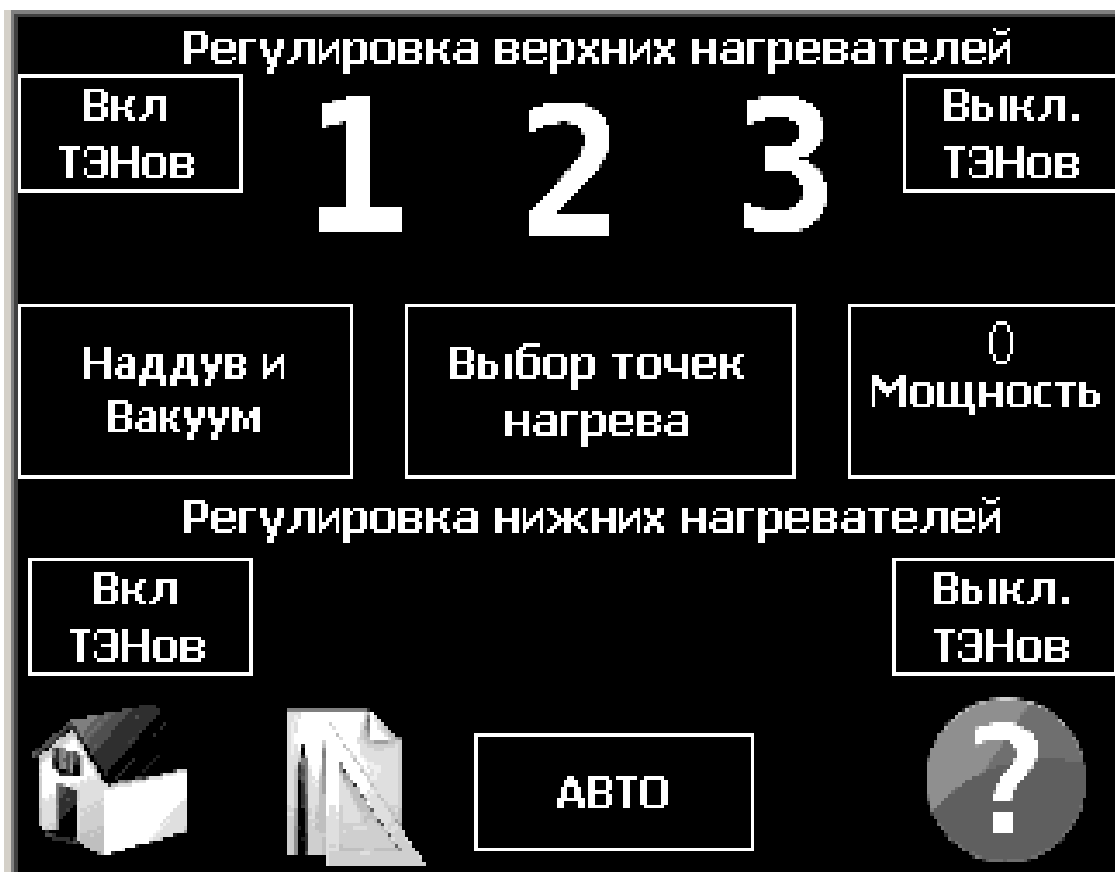 Регулировка верхних нагревателей
Вкл
ТЭНов
1 2 3
Выкл.
ТЭНов
Наддув и
Вакуум
Выбор точек
нагрева
0
Мощность
Регулировка нижних нагревателей
Вкл
ТЭНов
Выкл.
ТЭНов
АВТО
?